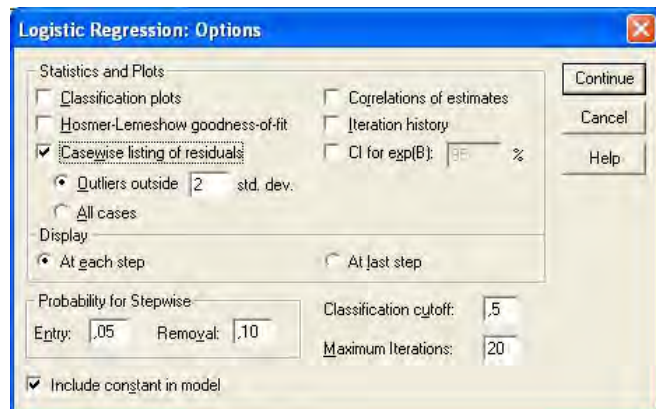 Logistic Regression: Options
Statistics and Plots
Classification plots
Correlations of estimates
Hosmer-Lemeshow goodness-of-fit
Iteration history
Casewise listing of residuals
CI for exp(B): 95 %
Outliers outside 2 std. dev.
All cases
Display
At each step
At last step
Probability for Stepwise
Entry: ,05 Removal: ,10
Classification cutoff: ,5
Maximum Iterations: 20
Include constant in model
Continue
Cancel
Help